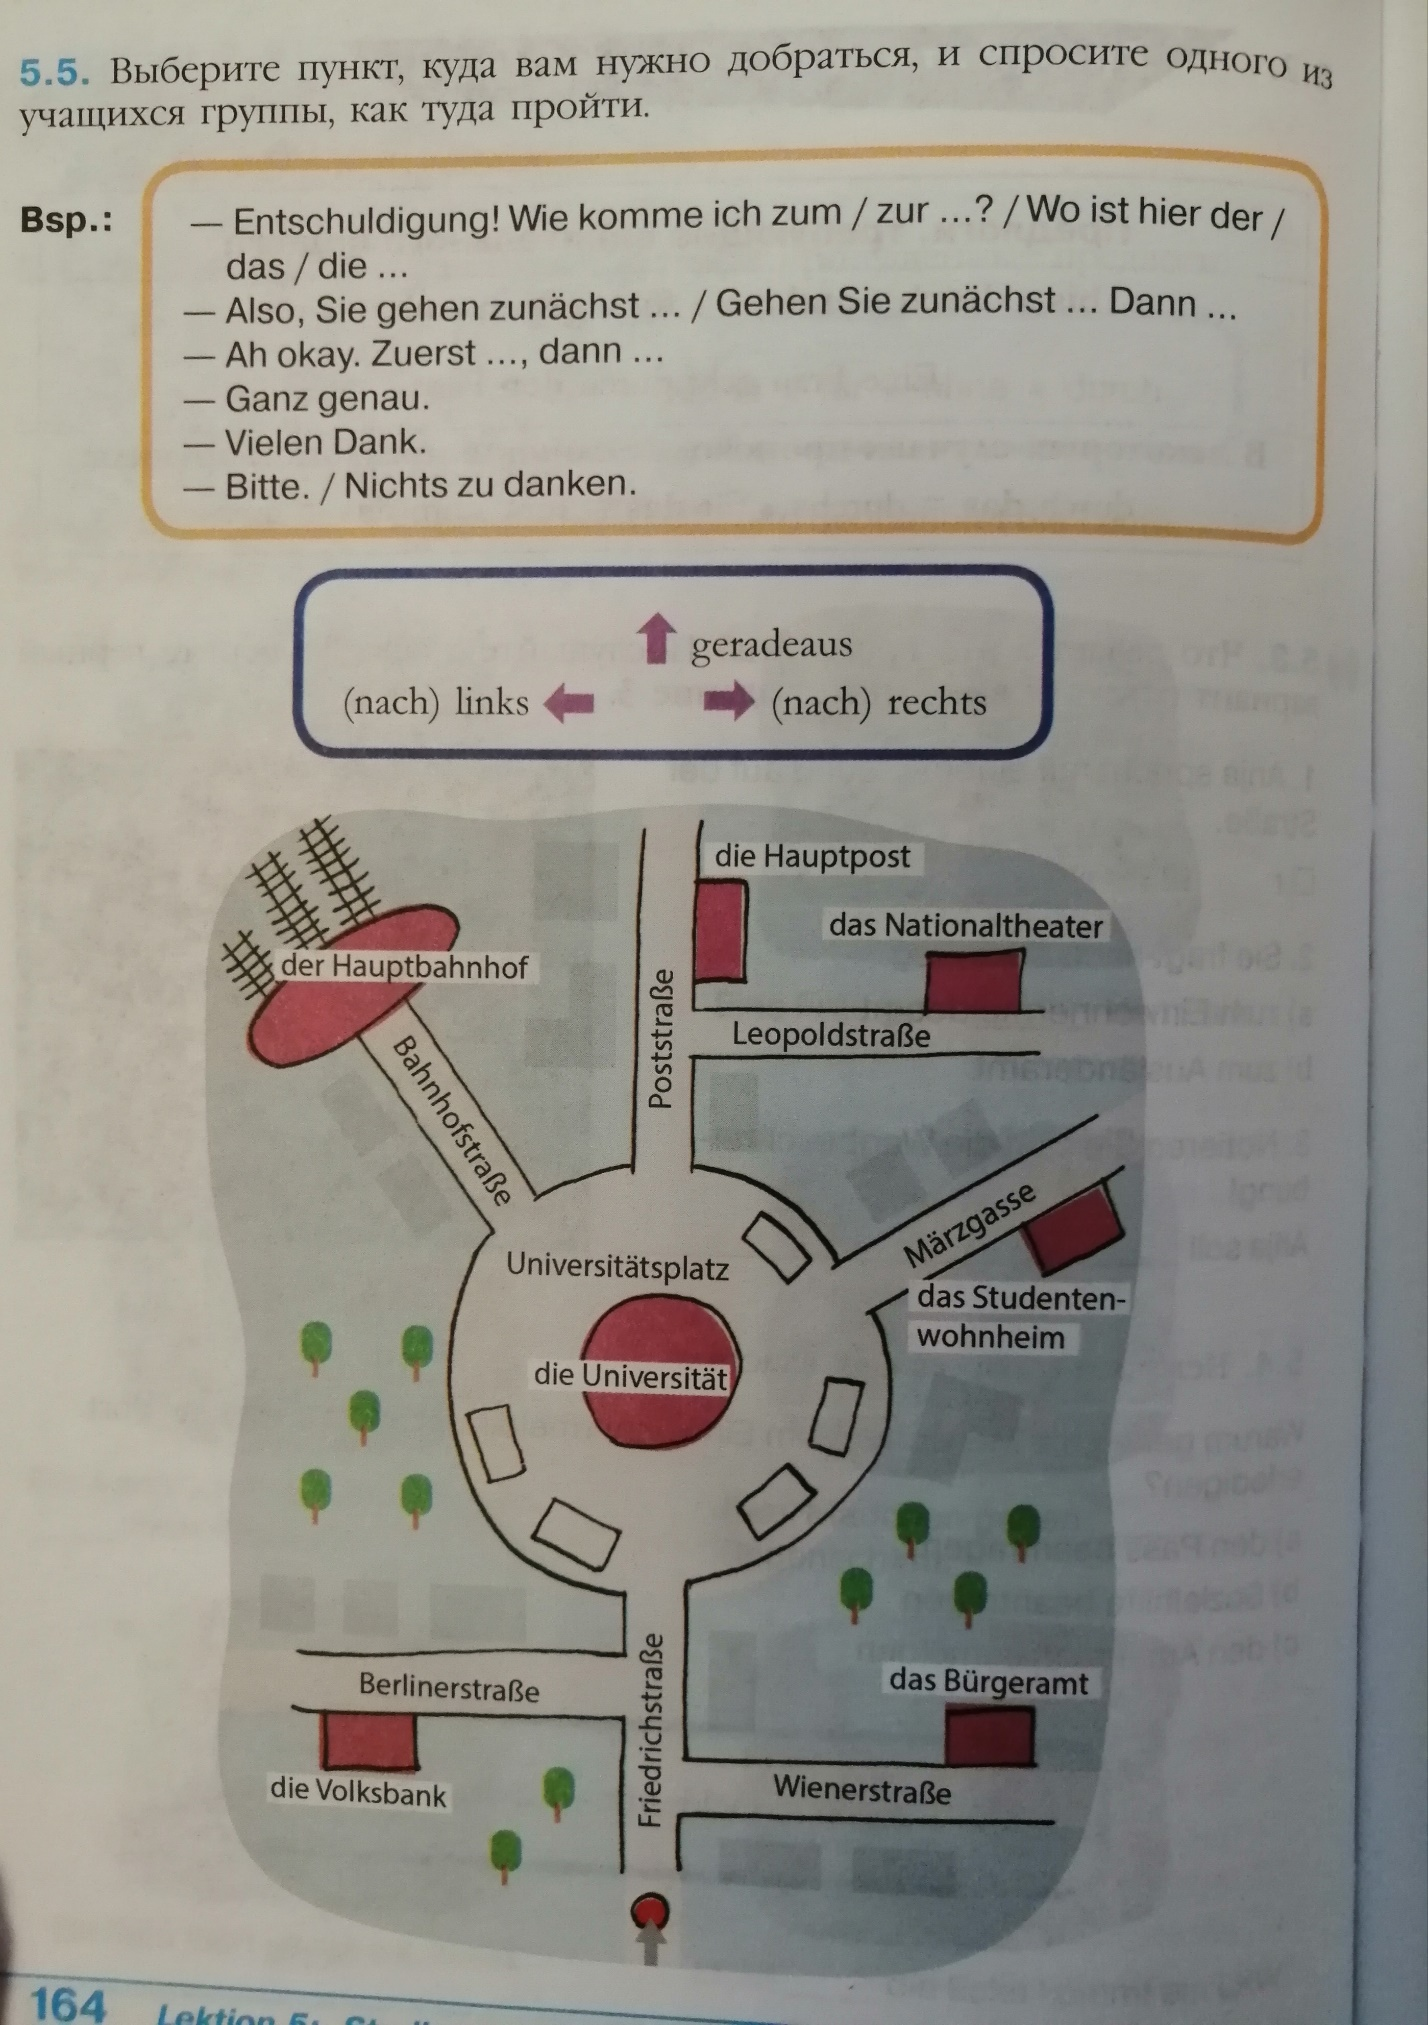 5.5. Выберите пункт, куда вам нужно добраться, и спросите одного из
учащихся группы, как туда пройти.
Bsp.:
— Entschuldigung! Wie komme ich zum / zur ...? / Wo ist hier der /
das / die ...
— Also, Sie gehen zunächst ... / Gehen Sie zunächst ... Dann ...
— Ah okay. Zuerst ..., dann ...
— Ganz genau.
— Vielen Dank.
— Bitte. / Nichts zu danken.
geradeaus
(nach) links
(nach) rechts
die Hauptpost
das Nationaltheater
der Hauptbahnhof
Leopoldstraße
Poststraße
Bahnhofstraße
Märzgasse
Universitätsplatz
das Studenten-
wohnheim
die Universität
Berlinerstraße
das Bürgeramt
Friedrichstraße
die Volksbank
Wienerstraße
164
Lektion 5: